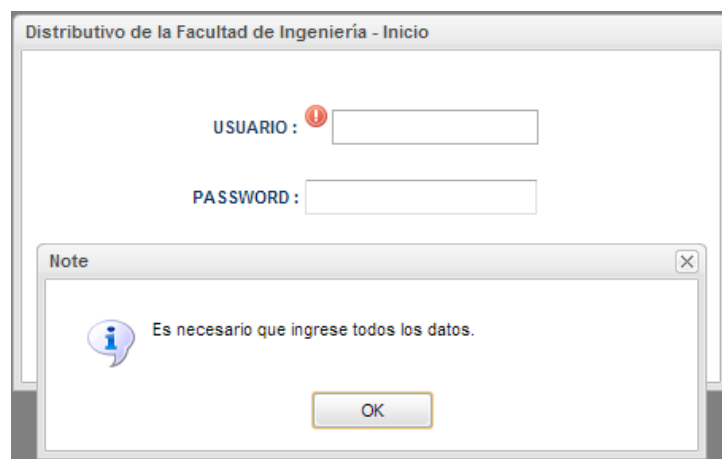 Distributivo de la Facultad de Ingeniería - Inicio
USUARIO :
PASSWORD :
Note
Es necesario que ingrese todos los datos.
OK